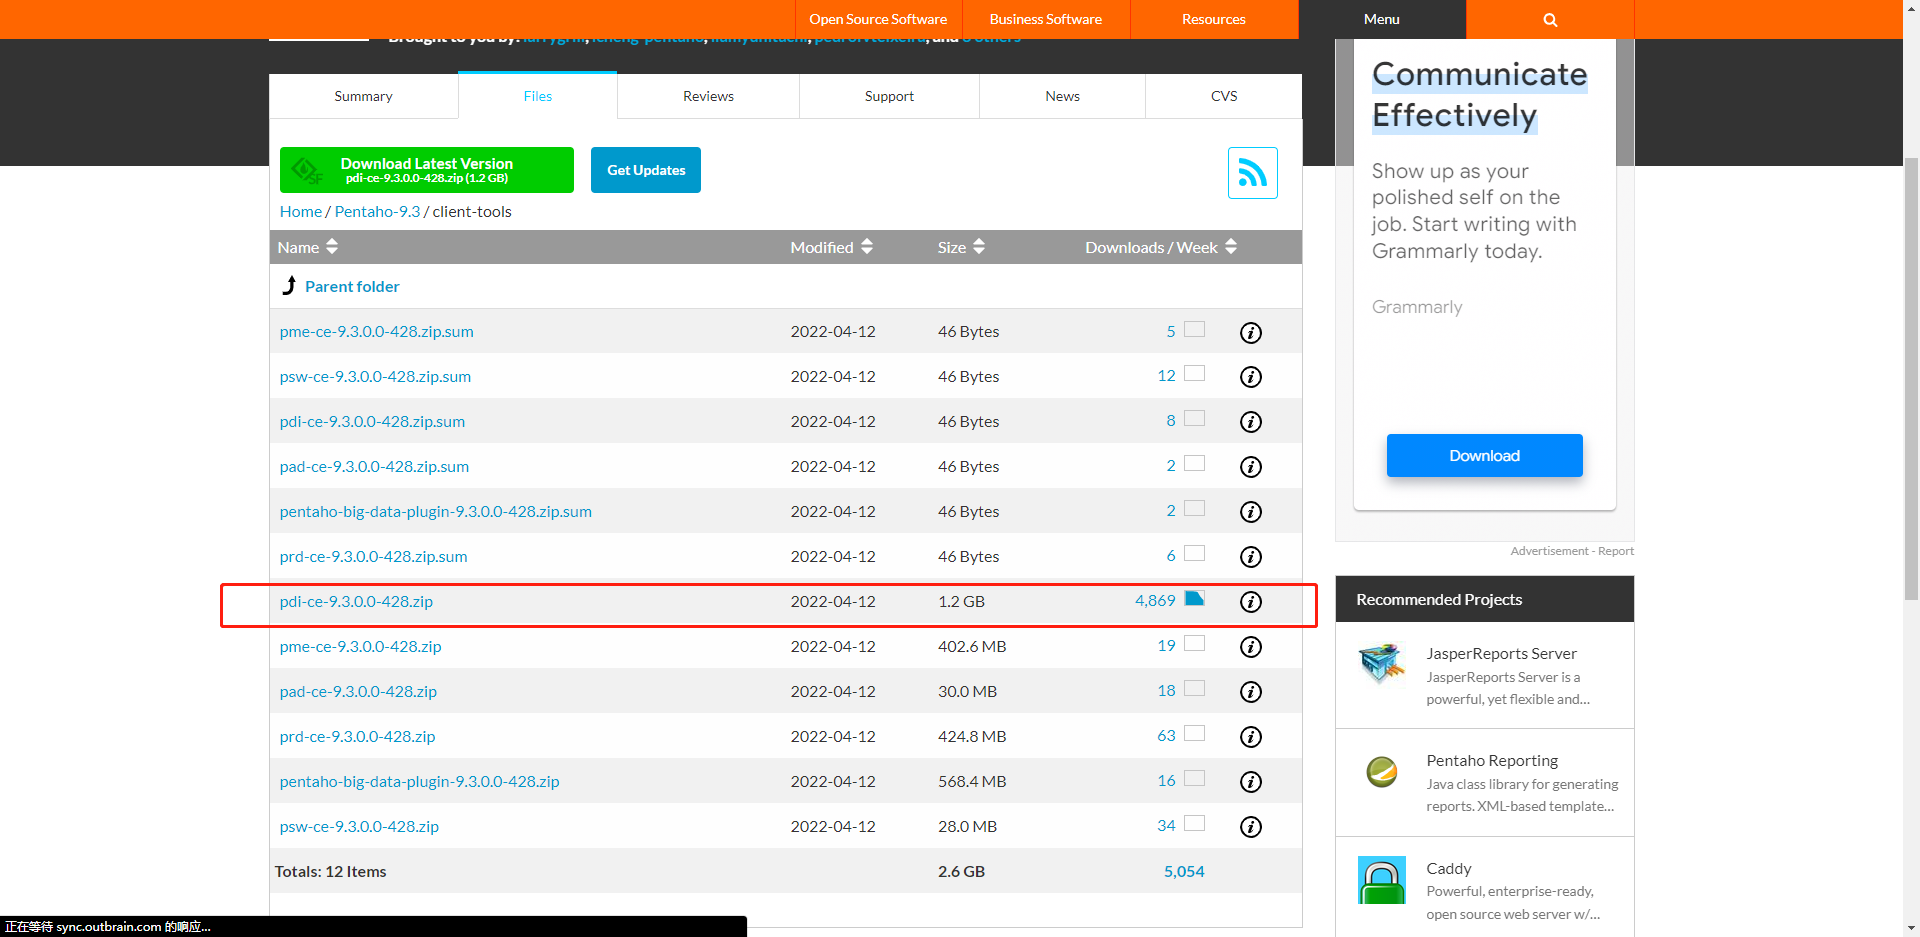 Open Source Software
Business Software
Resources
Menu
Summary
Files
Reviews
Support
News
CVS
Download Latest Version
pdi-ce-9.3.0.0-428.zip (1.2 GB)
Get Updates
Home / Pentaho-9.3 / client-tools
Name Modified Size Downloads / Week
Parent folder
pme-ce-9.3.0.0-428.zip.sum 2022-04-12 46 Bytes 5
psw-ce-9.3.0.0-428.zip.sum 2022-04-12 46 Bytes 12
pdi-ce-9.3.0.0-428.zip.sum 2022-04-12 46 Bytes 8
pad-ce-9.3.0.0-428.zip.sum 2022-04-12 46 Bytes 2
pentaho-big-data-plugin-9.3.0.0-428.zip.sum 2022-04-12 46 Bytes 2
prd-ce-9.3.0.0-428.zip.sum 2022-04-12 46 Bytes 6
pdi-ce-9.3.0.0-428.zip 2022-04-12 1.2 GB 4,869
pme-ce-9.3.0.0-428.zip 2022-04-12 402.6 MB 19
pad-ce-9.3.0.0-428.zip 2022-04-12 30.0 MB 18
prd-ce-9.3.0.0-428.zip 2022-04-12 424.8 MB 63
pentaho-big-data-plugin-9.3.0.0-428.zip 2022-04-12 568.4 MB 16
psw-ce-9.3.0.0-428.zip 2022-04-12 28.0 MB 34
Totals: 12 Items 2.6 GB 5,054
Communicate
Effectively
Show up as your
polished self on the
job. Start writing with
Grammarly today.
Grammarly
Download
Advertisement - Report
Recommended Projects
JasperReports Server
JasperReports Server is a
powerful, yet flexible and...
Pentaho Reporting
Java class library for generating
reports. XML-based template...
Caddy
Powerful, enterprise-ready,
open source web server w/...
正在等待 sync.outbrain.com 的响应...